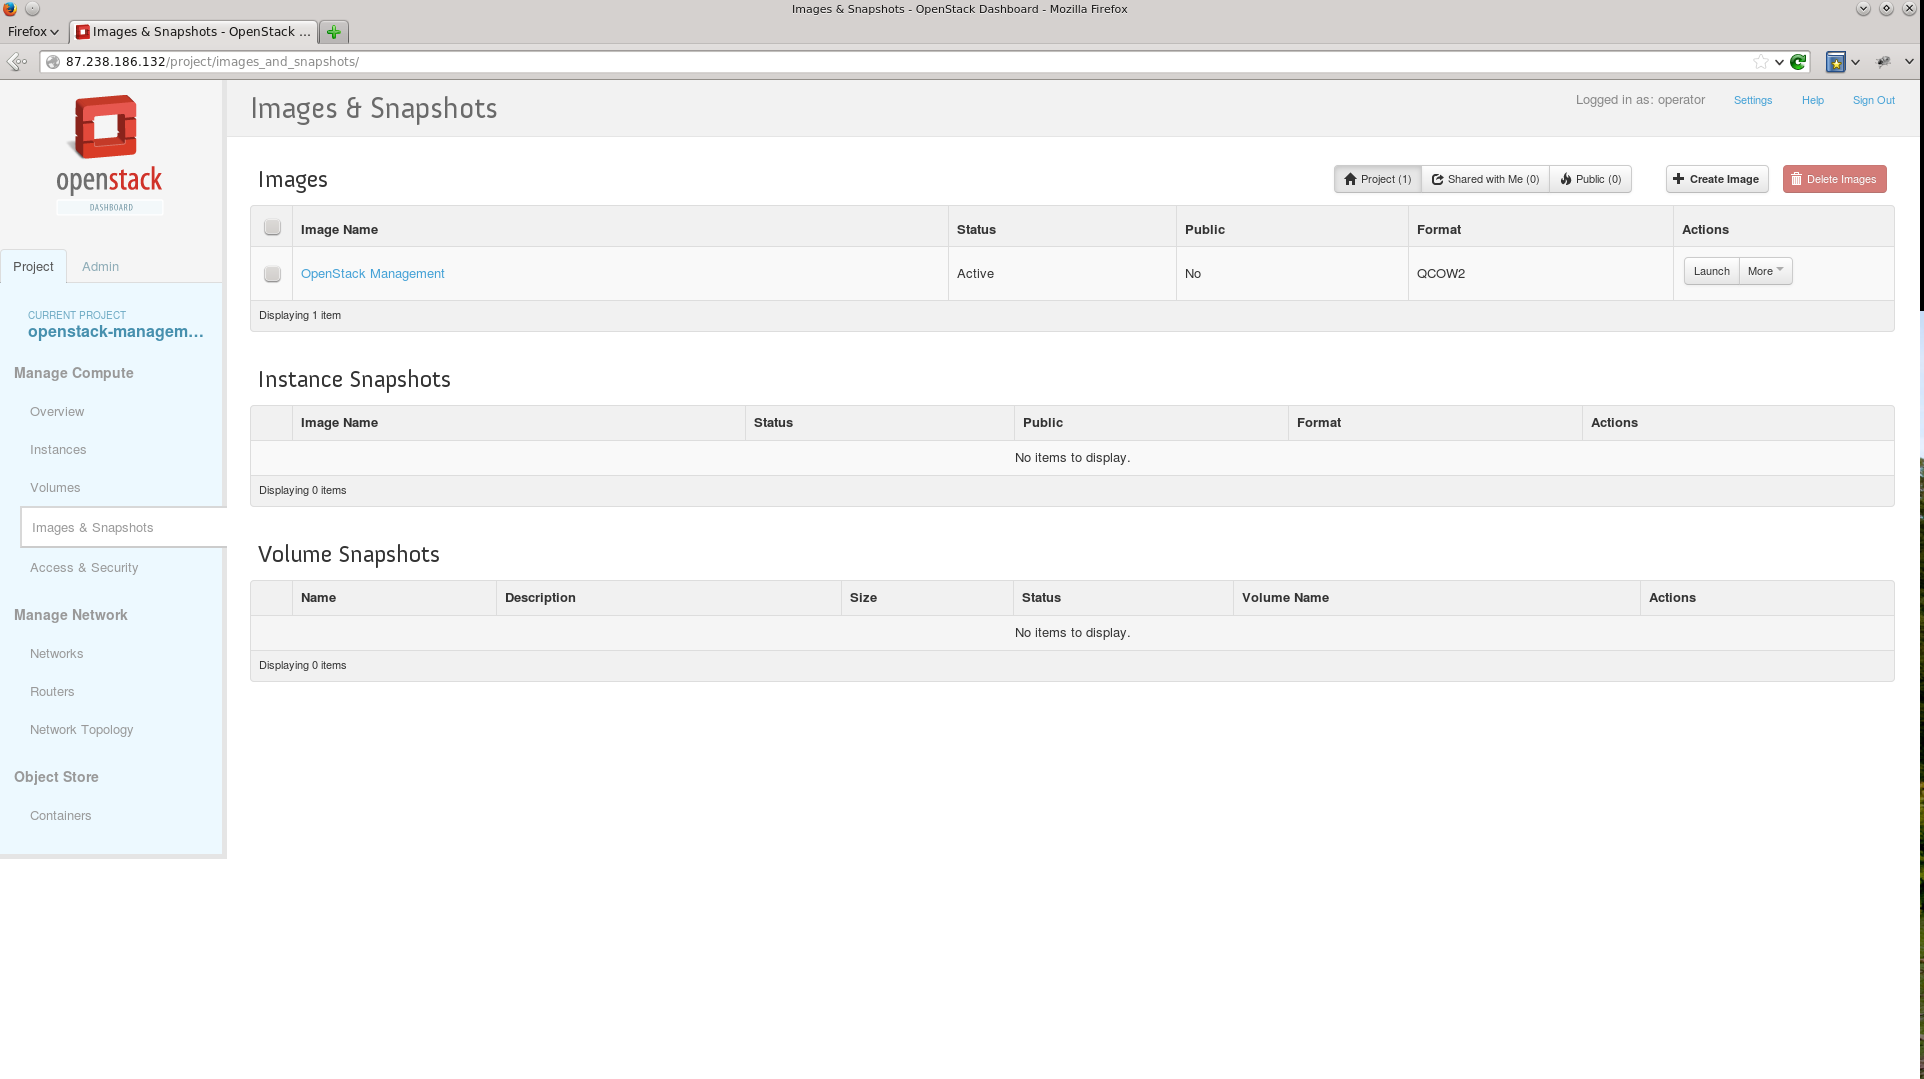 Images & Snapshots - OpenStack Dashboard - Mozilla Firefox
Firefox
Images & Snapshots - OpenStack ...
87.238.186.132/project/images_and_snapshots/
openstack
DASHBOARD
Images & Snapshots
Logged in as: operator Settings Help Sign Out
Project Admin
CURRENT PROJECT
openstack-managem...
Manage Compute
Overview
Instances
Volumes
Images & Snapshots
Access & Security
Manage Network
Networks
Routers
Network Topology
Object Store
Containers
Images
Project (1) Shared with Me (0) Public (0) Create Image Delete Images
Image Name Status Public Format Actions
OpenStack Management Active No QCOW2 Launch More
Displaying 1 item
Instance Snapshots
Image Name Status Public Format Actions
No items to display.
Displaying 0 items
Volume Snapshots
Name Description Size Status Volume Name Actions
No items to display.
Displaying 0 items